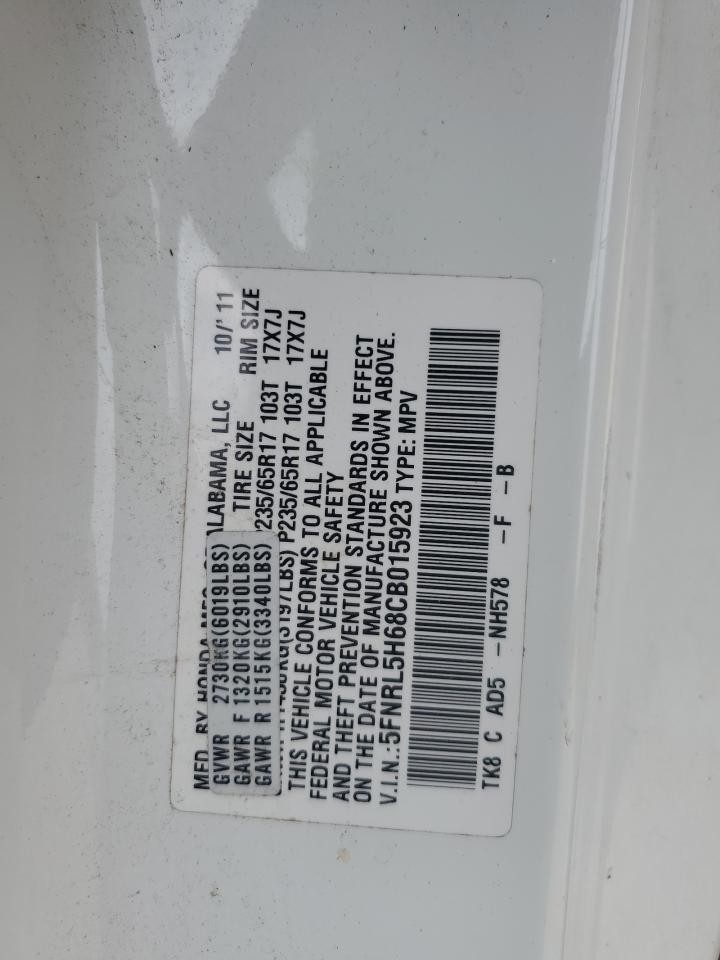 MFD. BY HONDA MFG. OF ALABAMA, LLC 10/'11
GVWR 2730KG(6019LBS) TIRE SIZE RIM SIZE
GAWR F 1320KG(2910LBS) P235/65R17 103T 17X7J
GAWR R 1515KG(3340LBS)
(3197LBS) P235/65R17 103T 17X7J
THIS VEHICLE CONFORMS TO ALL APPLICABLE
FEDERAL MOTOR VEHICLE SAFETY
AND THEFT PREVENTION STANDARDS IN EFFECT
ON THE DATE OF MANUFACTURE SHOWN ABOVE.
V.I.N.:5FNRL5H68CB015923 TYPE: MPV
TK8 C AD5 -NH578 -F -B